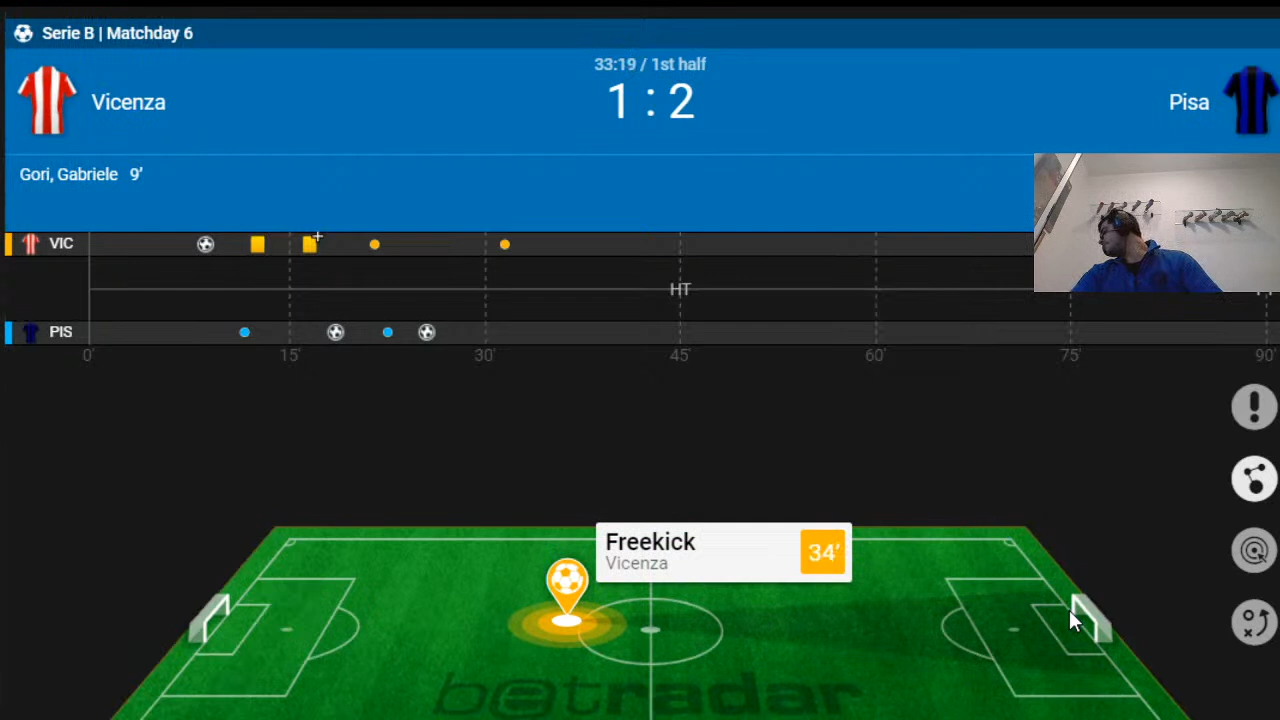 Serie B | Matchday 6
33:19 / 1st half
Vicenza
1 : 2
Pisa
Gori, Gabriele 9'
VIC
HT
PIS
0'
15'
30'
45'
60'
75'
90'
Freekick
34'
Vicenza
betradar